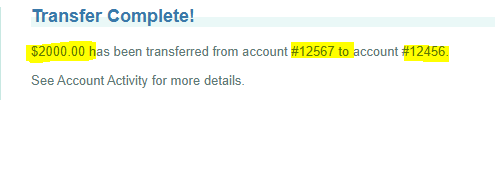 Transfer Complete!
$2000.00 has been transferred from account #12567 to account #12456.
See Account Activity for more details.